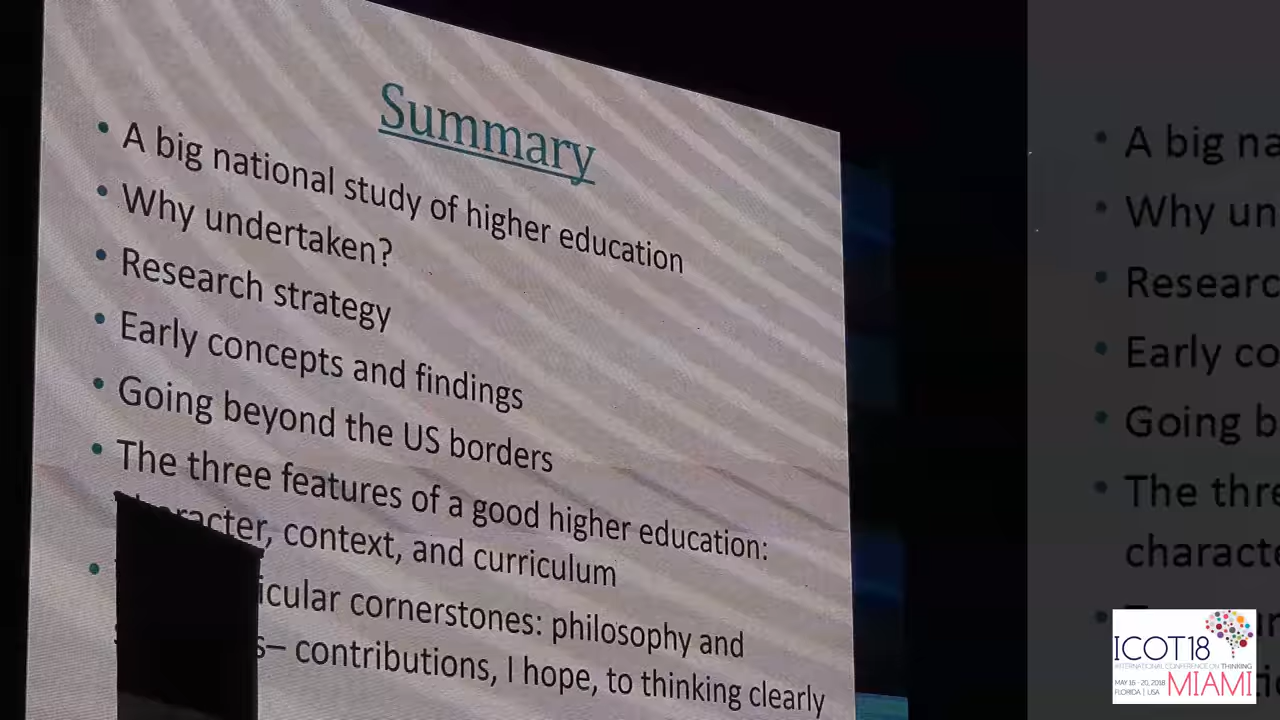 Summary
• A big national study of higher education
• Why undertaken?
• Research strategy
• Early concepts and findings
• Going beyond the US borders
• The three features of a good higher education:
character, context, and curriculum
• icular cornerstones: philosophy and
s– contributions, I hope, to thinking clearly
• A big na
• Why un
• Researc
• Early co
• Going b
• The thre
characte
ICOT18
INTERNATIONAL CONFERENCE ON THINKING
MAY 16 - 20, 2018
FLORIDA | USA
MIAMI